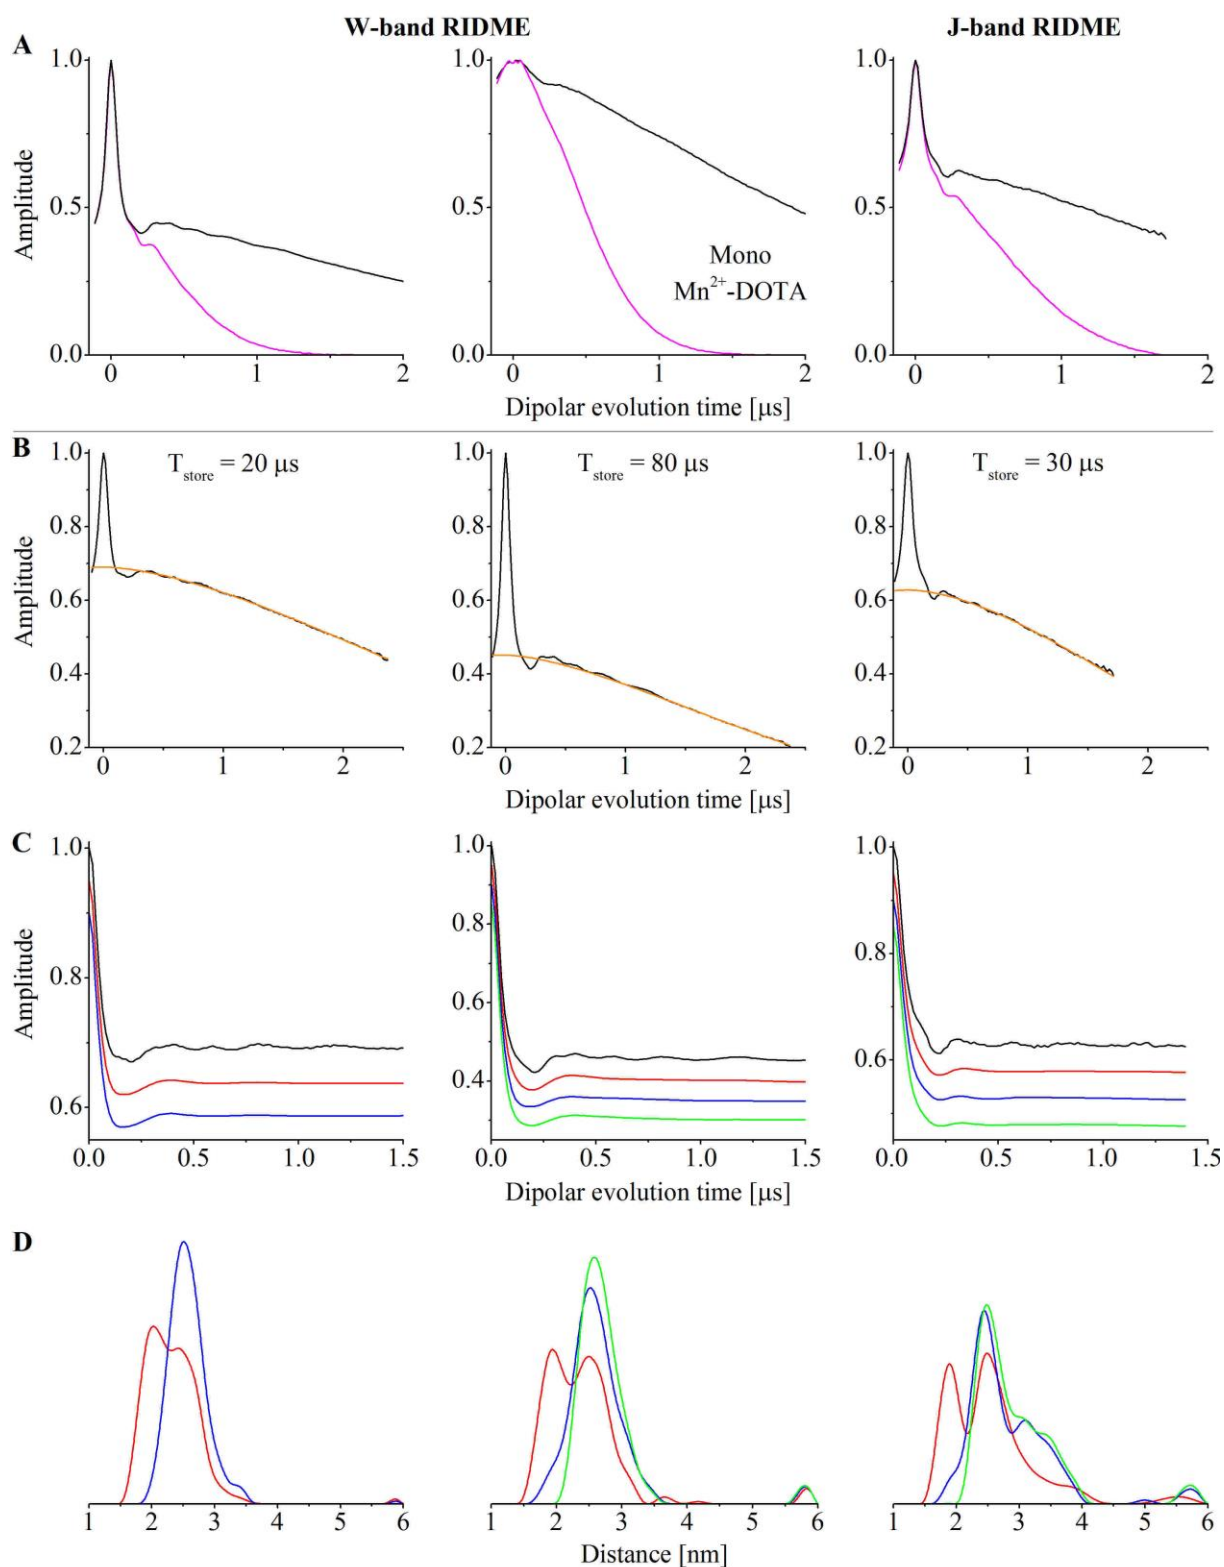 W-band RIDME J-band RIDME
A
1.0 1.0 1.0
Amplitude
0.5 0.5 0.5
Mono
Mn²⁺-DOTA
0.0 0.0 0.0
0 1 2 0 1 2 0 1 2
Dipolar evolution time [μs]
B
1.0 1.0 1.0
T_store = 20 μs T_store = 80 μs T_store = 30 μs
0.8 0.8 0.8
Amplitude
0.6 0.6 0.6
0.4 0.4 0.4
0.2 0.2 0.2
0 1 2 0 1 2 0 1 2
Dipolar evolution time [μs]
C
1.0 1.0 1.0
Amplitude
0.8 0.8 0.8
0.6 0.6 0.6
0.4
0.0 0.5 1.0 1.5 0.0 0.5 1.0 1.5 0.0 0.5 1.0 1.5
Dipolar evolution time [μs]
D
1 2 3 4 5 6 1 2 3 4 5 6 1 2 3 4 5 6
Distance [nm]